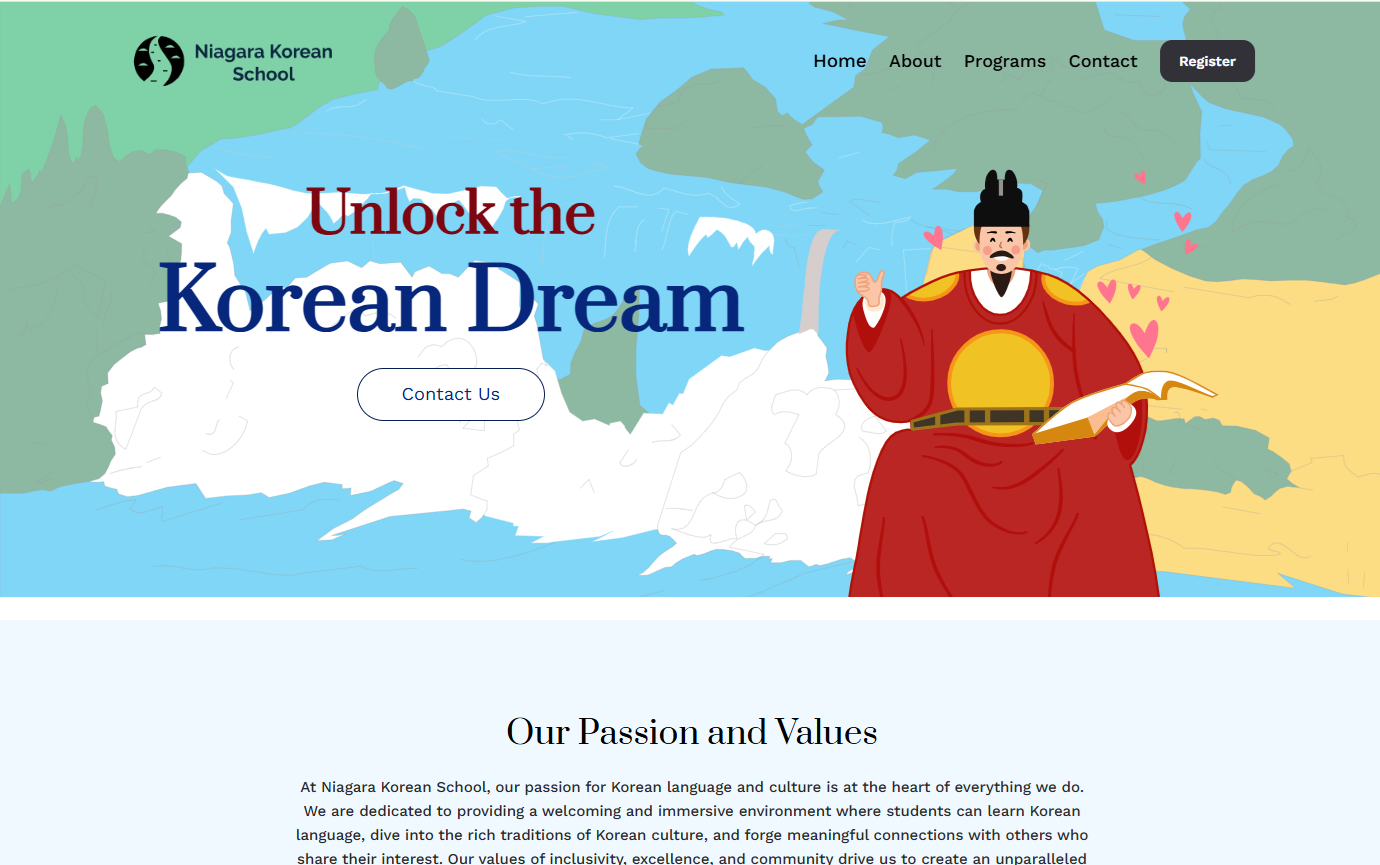 Niagara Korean
School
Home About Programs Contact Register
Unlock the
Korean Dream
Contact Us
Our Passion and Values
At Niagara Korean School, our passion for Korean language and culture is at the heart of everything we do.
We are dedicated to providing a welcoming and immersive environment where students can learn Korean
language, dive into the rich traditions of Korean culture, and forge meaningful connections with others who
share their interest. Our values of inclusivity, excellence, and community drive us to create an unparalleled